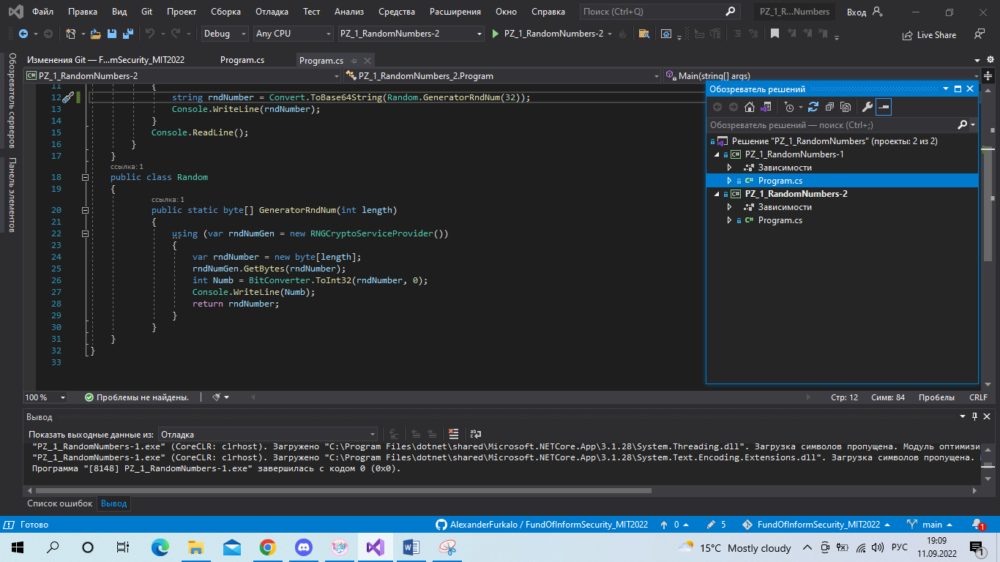 Файл Правка Вид Git Проект Сборка Отладка Тест Анализ Средства Расширения Окно Справка Поиск (Ctrl+Q) PZ_1_R...Numbers Вход
Debug Any CPU PZ_1_RandomNumbers-2 PZ_1_RandomNumbers-2 Live Share
Обозреватель серверов
Панель элементов
Изменения Git — F...mSecurity_MIT2022 Program.cs Program.cs
PZ_1_RandomNumbers-2 PZ_1_RandomNumbers_2.Program Main(string[] args)
11 {
12 string rndNumber = Convert.ToBase64String(Random.GeneratorRndNum(32));
13 Console.WriteLine(rndNumber);
14 }
15 Console.ReadLine();
16 }
17 }
ссылка: 1
18 public class Random
19 {
ссылка: 1
20 public static byte[] GeneratorRndNum(int length)
21 {
22 using (var rndNumGen = new RNGCryptoServiceProvider())
23 {
24 var rndNumber = new byte[length];
25 rndNumGen.GetBytes(rndNumber);
26 int Numb = BitConverter.ToInt32(rndNumber, 0);
27 Console.WriteLine(Numb);
28 return rndNumber;
29 }
30 }
31 }
32 }
33
Обозреватель решений
Обозреватель решений — поиск (Ctrl+;)
Решение "PZ_1_RandomNumbers" (проекты: 2 из 2)
C# PZ_1_RandomNumbers-1
Зависимости
C# Program.cs
C# PZ_1_RandomNumbers-2
Зависимости
C# Program.cs
100 % Проблемы не найдены. Стр: 12 Симв: 84 Пробелы CRLF
Вывод
Показать выходные данные из: Отладка
"PZ_1_RandomNumbers-1.exe" (CoreCLR: clrhost). Загружено "C:\Program Files\dotnet\shared\Microsoft.NETCore.App\3.1.28\System.Threading.dll". Загрузка символов пропущена. Модуль оптимизи
"PZ_1_RandomNumbers-1.exe" (CoreCLR: clrhost). Загружено "C:\Program Files\dotnet\shared\Microsoft.NETCore.App\3.1.28\System.Text.Encoding.Extensions.dll". Загрузка символов пропущена.
Программа "[8148] PZ_1_RandomNumbers-1.exe" завершилась с кодом 0 (0x0).
Список ошибок Вывод
Готово AlexanderFurkalo / FundOfInformSecurity_MIT2022 0 5 FundOfInformSecurity_MIT2022 main 1
15°C Mostly cloudy РУС 19:09
11.09.2022 1